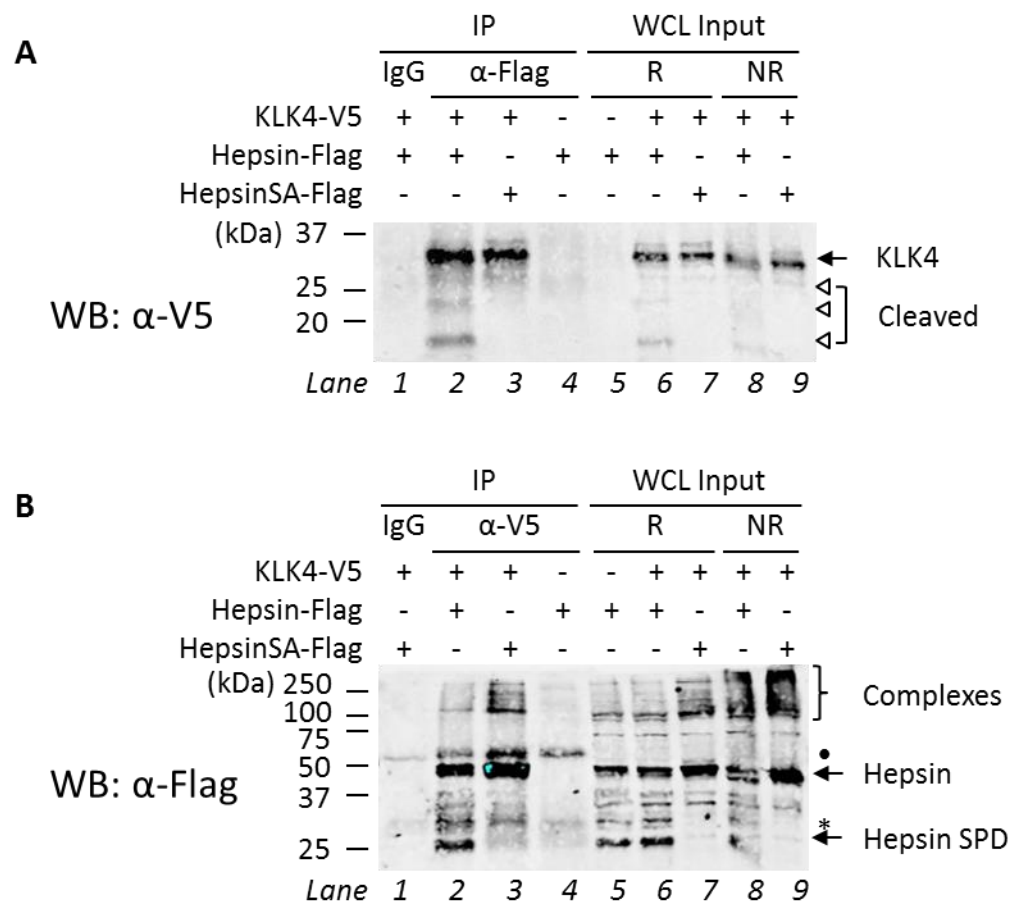 A
IP WCL Input
IgG α-Flag R NR
KLK4-V5 + + + - - + + + +
Hepsin-Flag + + - + + + - + -
HepsinSA-Flag - - + - - - + - +
(kDa) 37
KLK4
25
WB: α-V5 20 Cleaved
Lane 1 2 3 4 5 6 7 8 9
B
IP WCL Input
IgG α-V5 R NR
KLK4-V5 + + + - - + + + +
Hepsin-Flag - + - + + + - + -
HepsinSA-Flag + - + - - - + - +
(kDa) 250
Complexes
100
75
50 Hepsin
WB: α-Flag 37
*
25 Hepsin SPD
Lane 1 2 3 4 5 6 7 8 9